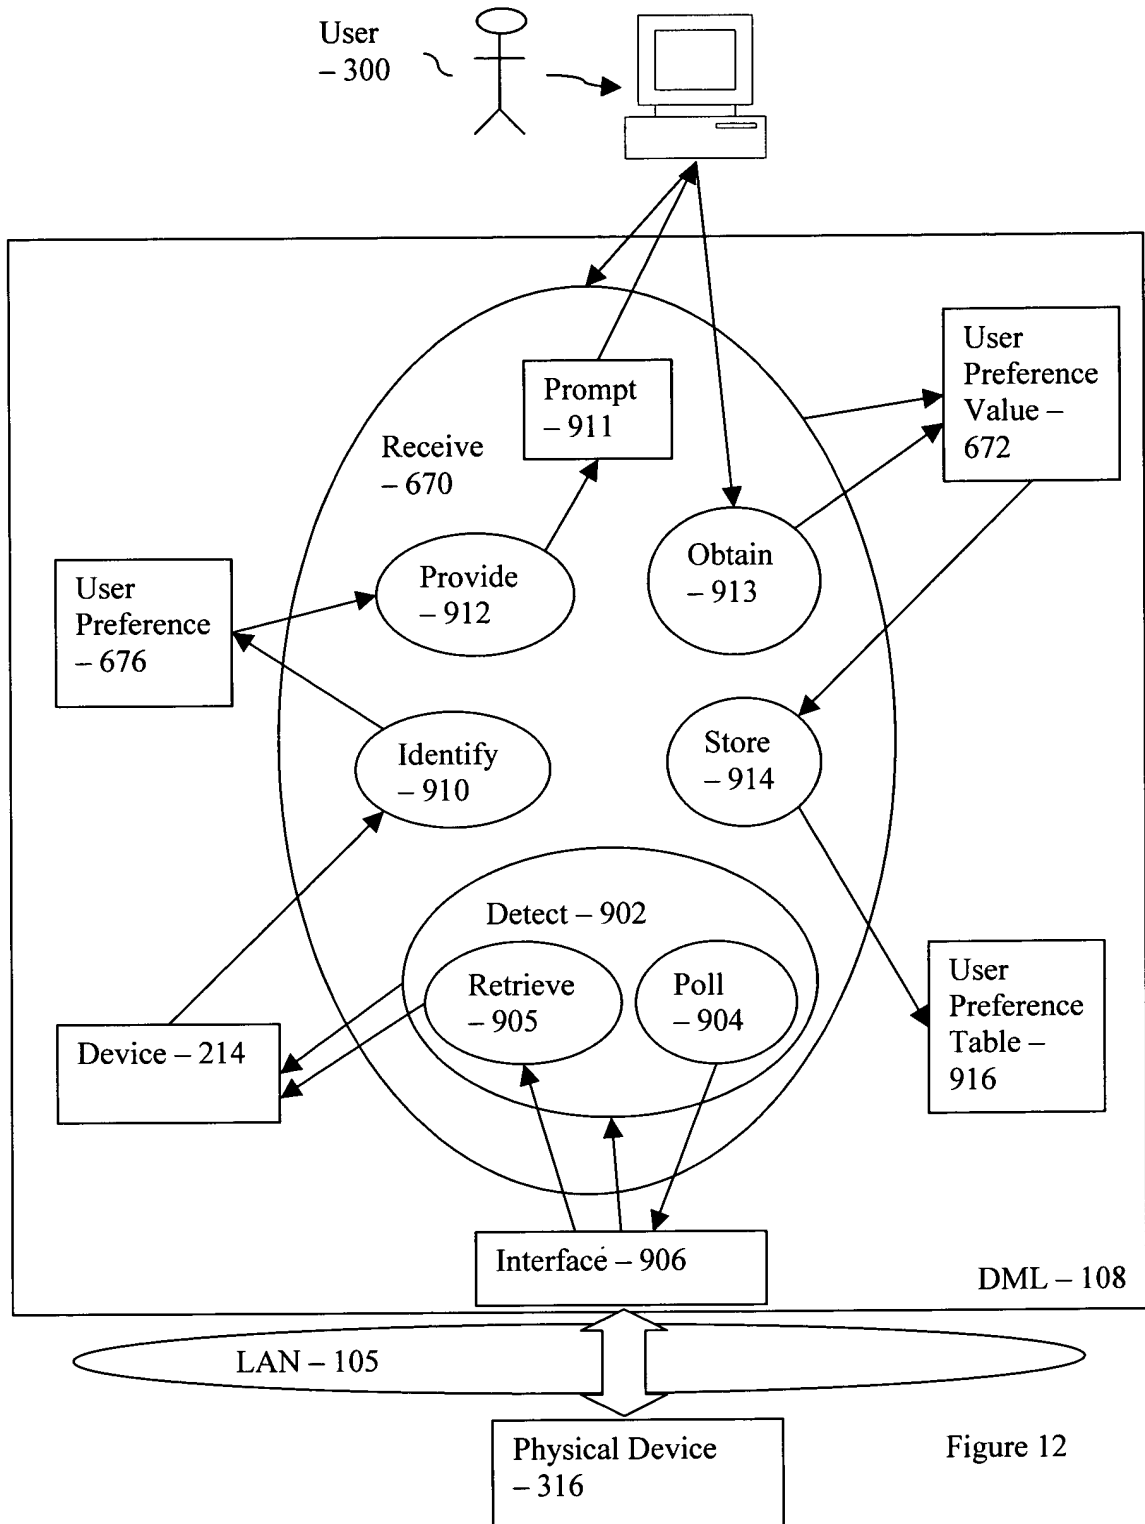 User
– 300
Prompt
– 911
Receive
– 670
User
Preference
Value –
672
Provide
– 912
Obtain
– 913
User
Preference
– 676
Identify
– 910
Store
– 914
Detect – 902
Retrieve
– 905
Poll
– 904
Device – 214
User
Preference
Table –
916
Interface – 906
DML – 108
LAN – 105
Physical Device
– 316
Figure 12